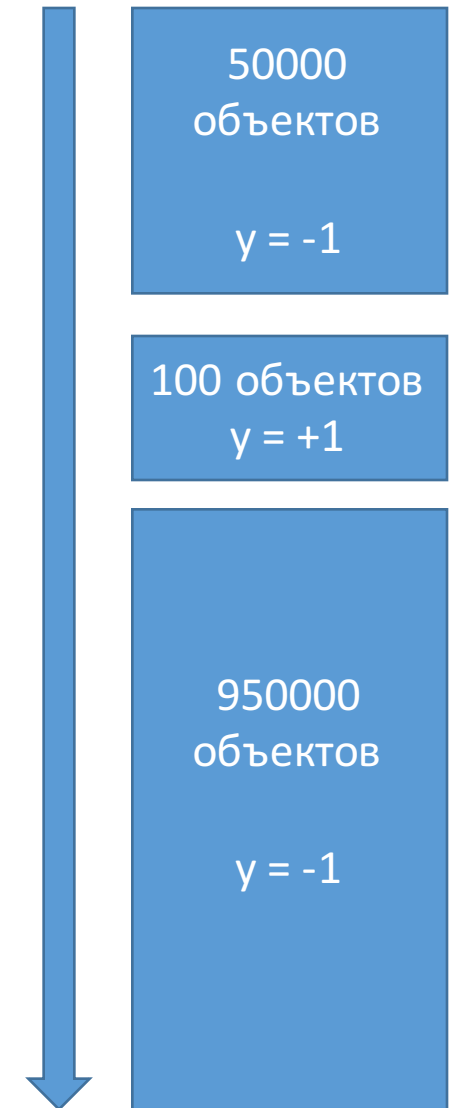 50000
объектов
y = -1
100 объектов
y = +1
950000
объектов
y = -1